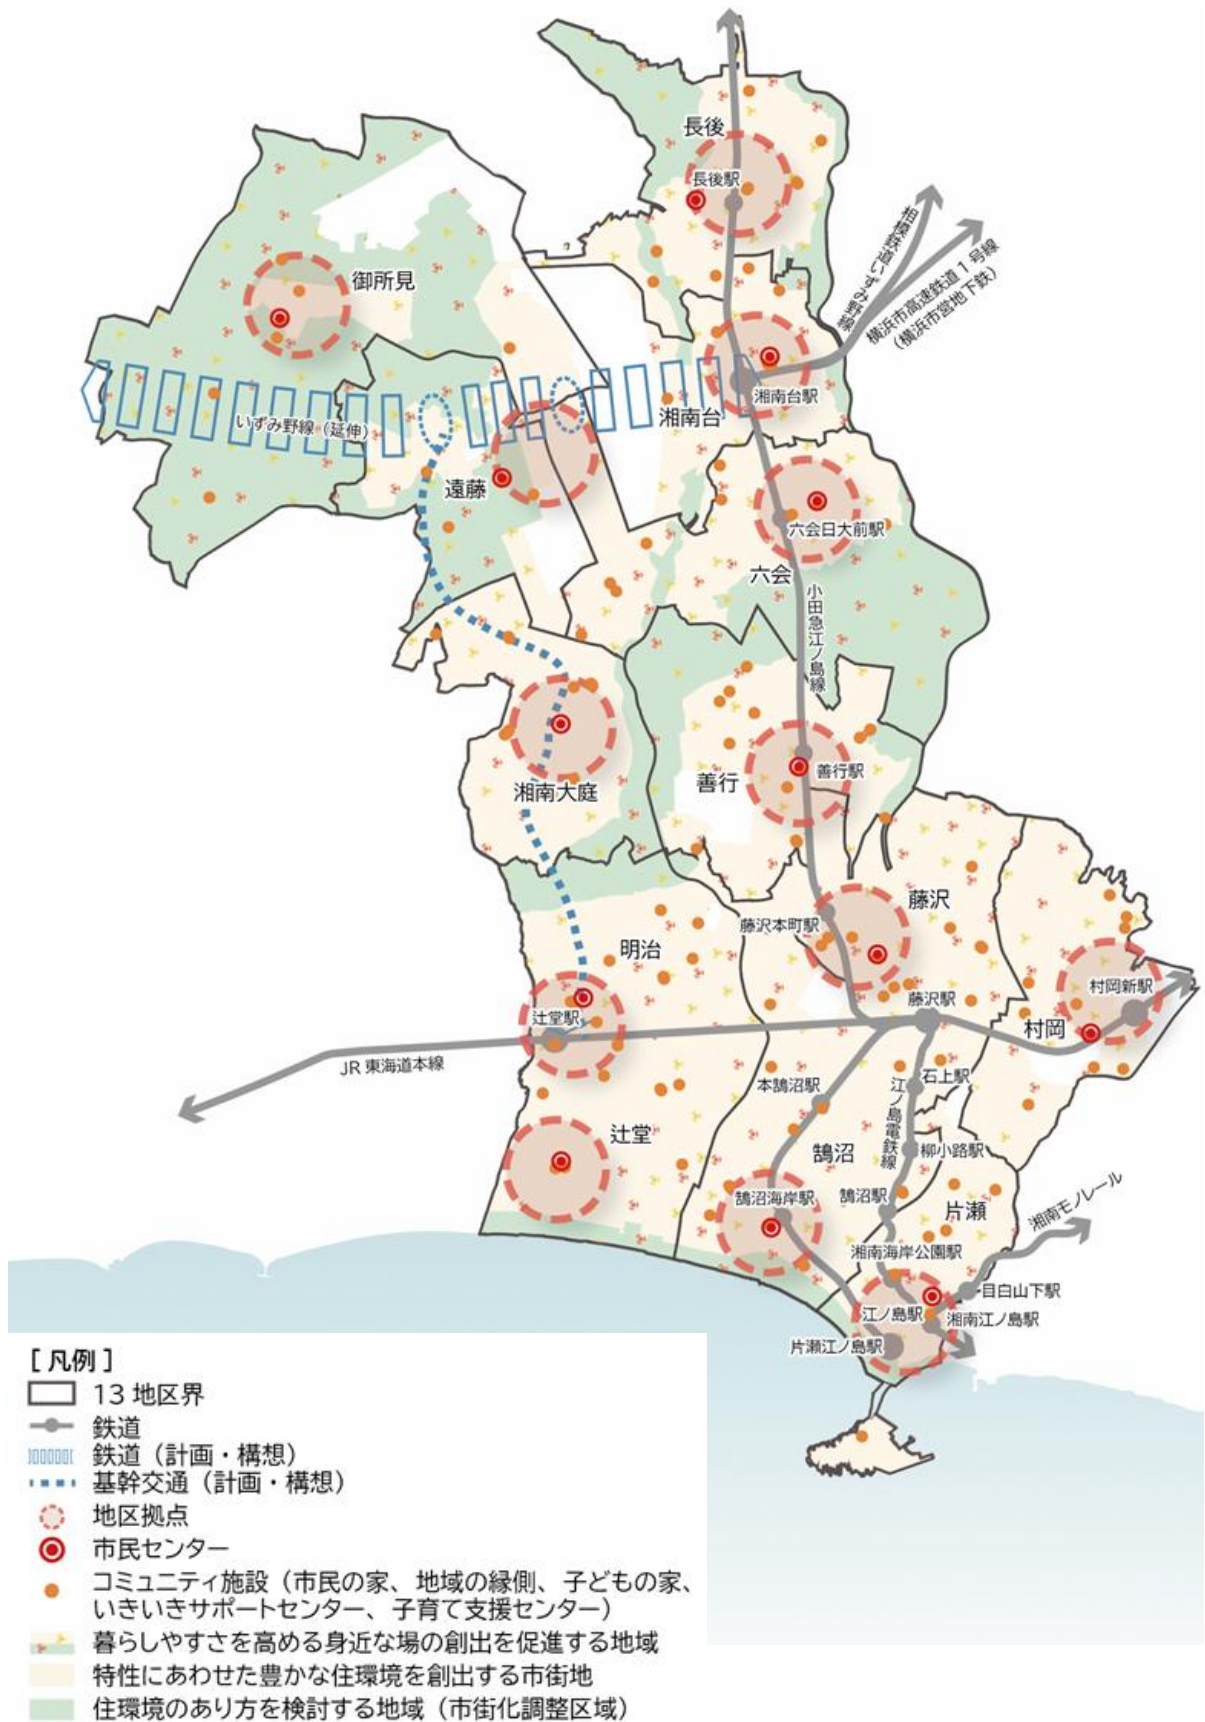 長後
長後駅
相模鉄道いずみ野線
横浜市高速鉄道1号線
(横浜市営地下鉄)
御所見
湘南台駅
湘南台
いずみ野線(延伸)
遠藤
六会日大前駅
六会
小田急江ノ島線
善行駅
善行
湘南大庭
藤沢
藤沢本町駅
明治
村岡新駅
藤沢駅
辻堂駅
村岡
JR 東海道本線
石上駅
本鵠沼駅
江ノ島電鉄線
辻堂
柳小路駅
鵠沼
鵠沼海岸駅
鵠沼駅
片瀬
湘南モノレール
湘南海岸公園駅
目白山下駅
江ノ島駅
湘南江ノ島駅
片瀬江ノ島駅
[ 凡例 ]
13 地区界
鉄道
鉄道(計画・構想)
基幹交通(計画・構想)
地区拠点
市民センター
コミュニティ施設(市民の家、地域の縁側、子どもの家、
いきいきサポートセンター、子育て支援センター)
暮らしやすさを高める身近な場の創出を促進する地域
特性にあわせた豊かな住環境を創出する市街地
住環境のあり方を検討する地域(市街化調整区域)